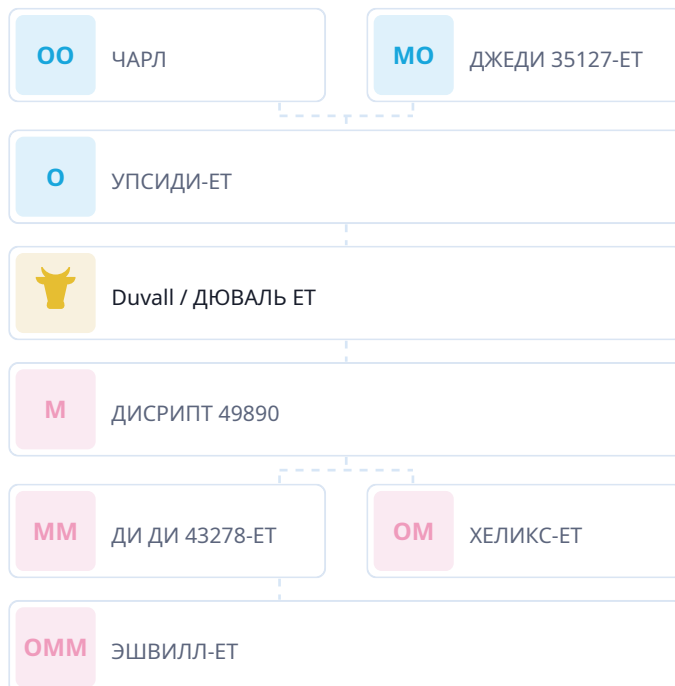 ОО ЧАРЛ
МО ДЖЕДИ 35127-ЕТ
О УПСИДИ-ЕТ
Duvall / ДЮВАЛЬ ЕТ
М ДИСРИПТ 49890
ММ ДИ ДИ 43278-ЕТ
ОМ ХЕЛИКС-ЕТ
ОММ ЭШВИЛЛ-ЕТ